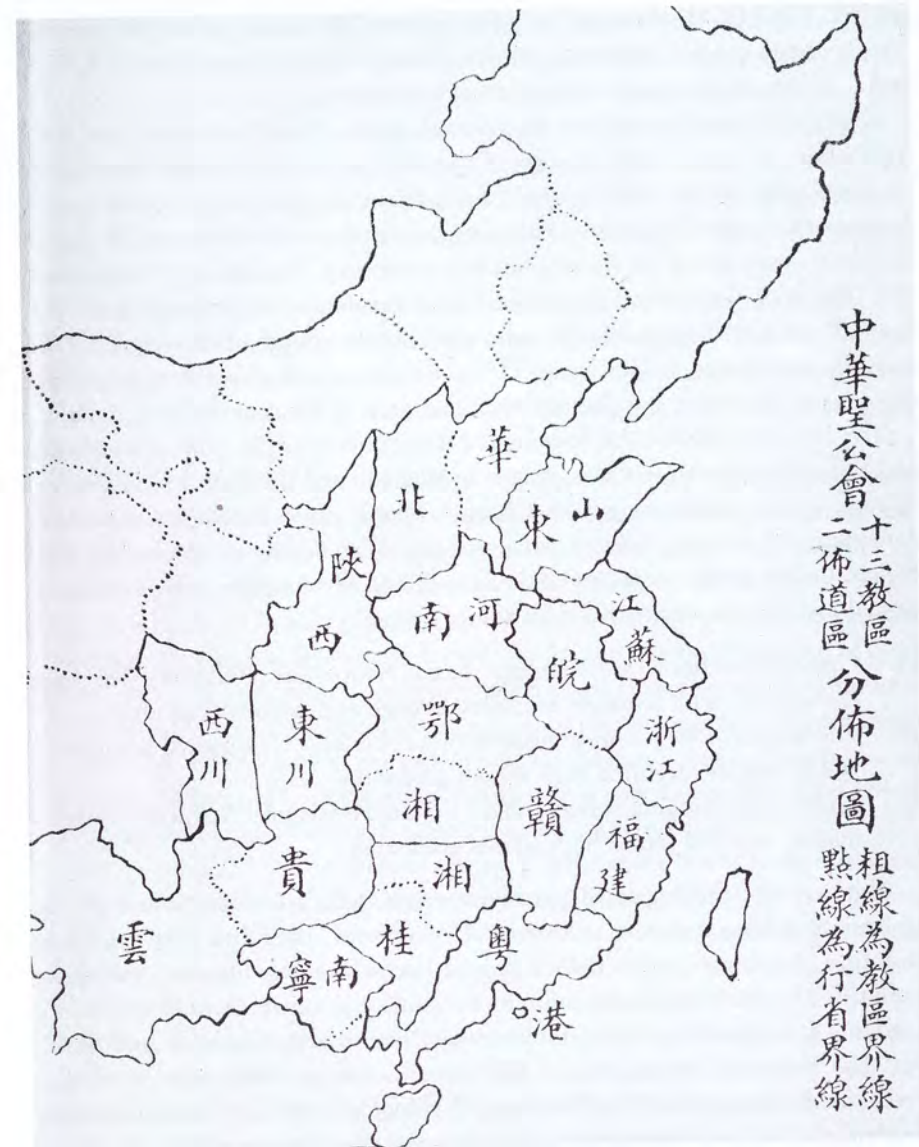 中華聖公會十三教區二佈道區分佈地圖
粗線為教區界線
點線為行省界線
華北
山東
陝西
河南
江蘇
皖
西川
東川
鄂
浙江
湘
贛
福建
貴
湘
桂
粵
雲
南寧
港